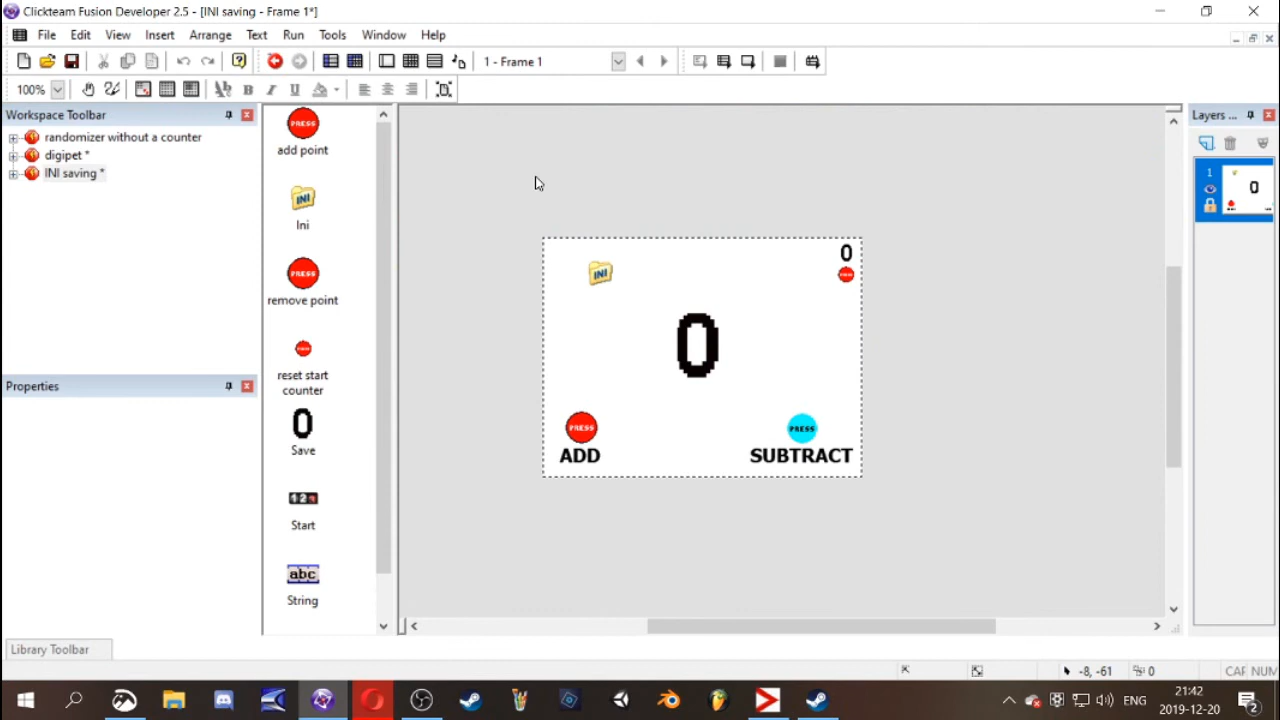 Clickteam Fusion Developer 2.5 - [INI saving - Frame 1*]
File Edit View Insert Arrange Text Run Tools Window Help
1 - Frame 1
100%
B I U
Workspace Toolbar
randomizer without a counter
digipet *
INI saving *
Properties
Library Toolbar
PRESS
add point
INI
Ini
PRESS
remove point
reset start
counter
0
Save
Start
abc
String
INI
0
PRESS
0
PRESS
ADD
PRESS
SUBTRACT
Layers ...
1
0
-8, -61
0
CAF NUM
ENG
21:42
2019-12-20
2